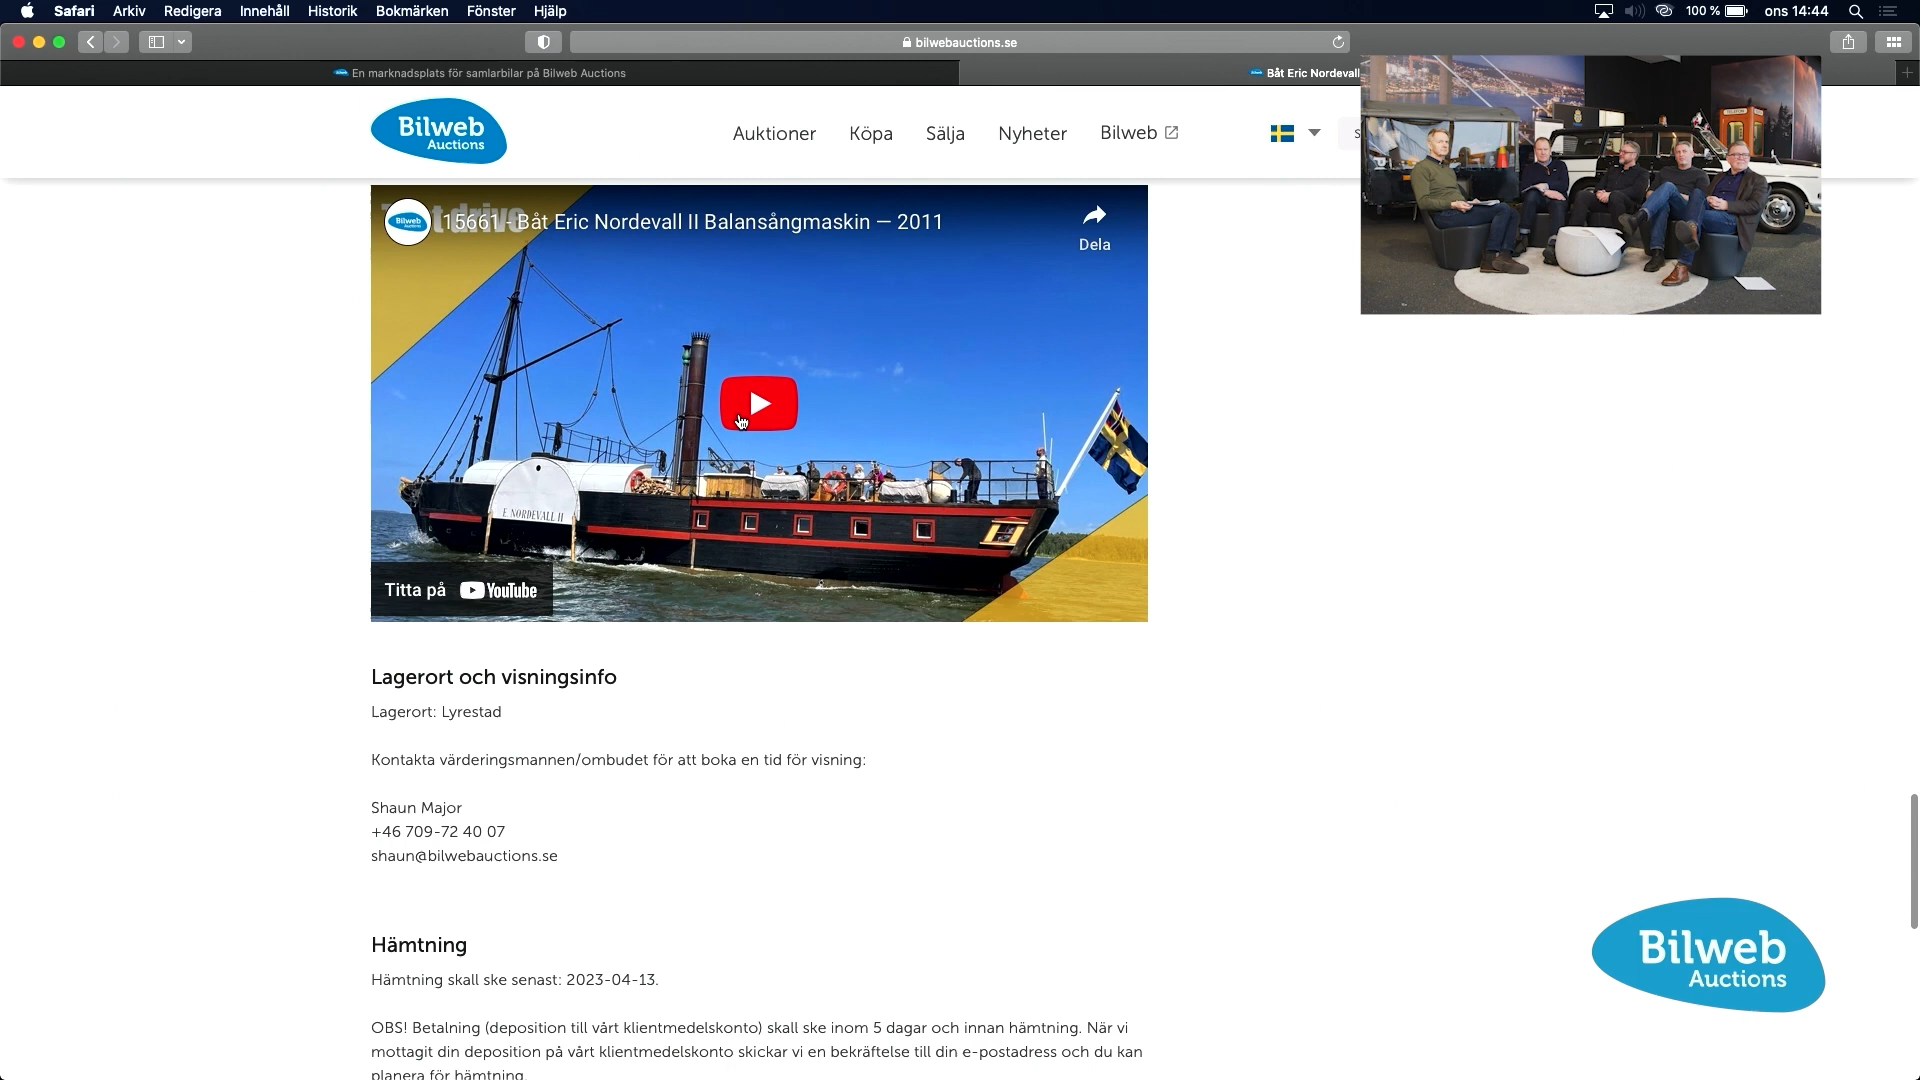 Safari Arkiv Redigera Innehåll Historik Bokmärken Fönster Hjälp
100 % ons 14:44
bilwebauctions.se
En marknadsplats för samlarbilar på Bilweb Auctions
Båt Eric Nordevall
Bilweb Auctions
Auktioner Köpa Sälja Nyheter Bilweb
15661 - Båt Eric Nordevall II Balansångmaskin — 2011
Dela
E NORDEVALL II
Titta på YouTube
Lagerort och visningsinfo
Lagerort: Lyrestad
Kontakta värderingsmannen/ombudet för att boka en tid för visning:
Shaun Major
+46 709-72 40 07
shaun@bilwebauctions.se
Hämtning
Hämtning skall ske senast: 2023-04-13.
OBS! Betalning (deposition till vårt klientmedelskonto) skall ske inom 5 dagar och innan hämtning. När vi
mottagit din deposition på vårt klientmedelskonto skickar vi en bekräftelse till din e-postadress och du kan
planera för hämtning.
Bilweb
Auctions